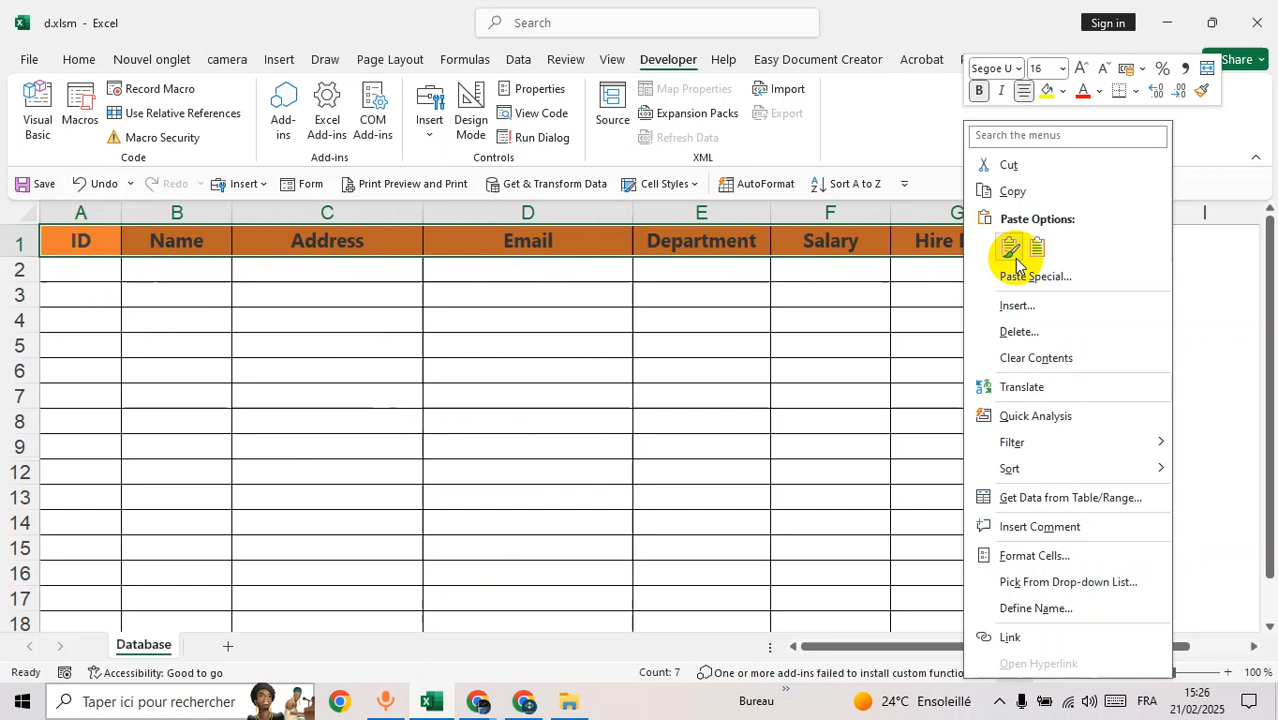 d.xlsm - Excel
Search
Sign in
File Home Quick Analysis googlesheet camera Insert Draw Page Layout Formulas Data Review View Developer Help Easy Document Creator Acrobat
Share
Segoe U 16
B I
Visual Basic
Macros
Record Macro
Use Relative References
Macro Security
Code
Add-ins
Excel Add-ins
COM Add-ins
Add-ins
Insert
Design Mode
Properties
View Code
Run Dialog
Controls
Source
Map Properties
Expansion Packs
Refresh Data
Import
Export
XML
Save Undo Redo Insert Form Print Preview and Print Get & Transform Data Cell Styles AutoFormat Sort A to Z
A B C D E F G I
1 ID Name Address Email Department Salary Hire
2
3
4
5
6
7
8
9
12
13
14
15
16
17
18
Search the menus
Cut
Copy
Paste Options:
Paste Special...
Insert...
Delete...
Clear Contents
Translate
Quick Analysis
Filter
Sort
Get Data from Table/Range...
Insert Comment
Format Cells...
Pick From Drop-down List...
Define Name...
Link
Open Hyperlink
Database
Ready Accessibility: Good to go Count: 7 One or more add-ins failed to install custom function 100 %
Taper ici pour rechercher
Bureau
24°C Ensoleillé
FRA
15:26
21/02/2025